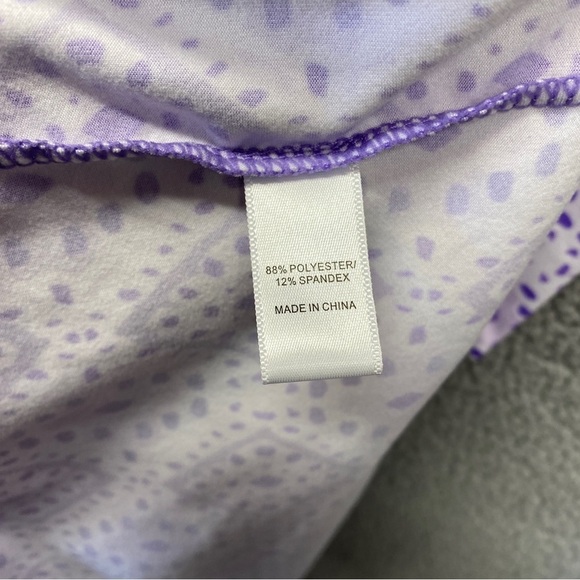 88% POLYESTER/
12% SPANDEX
MADE IN CHINA